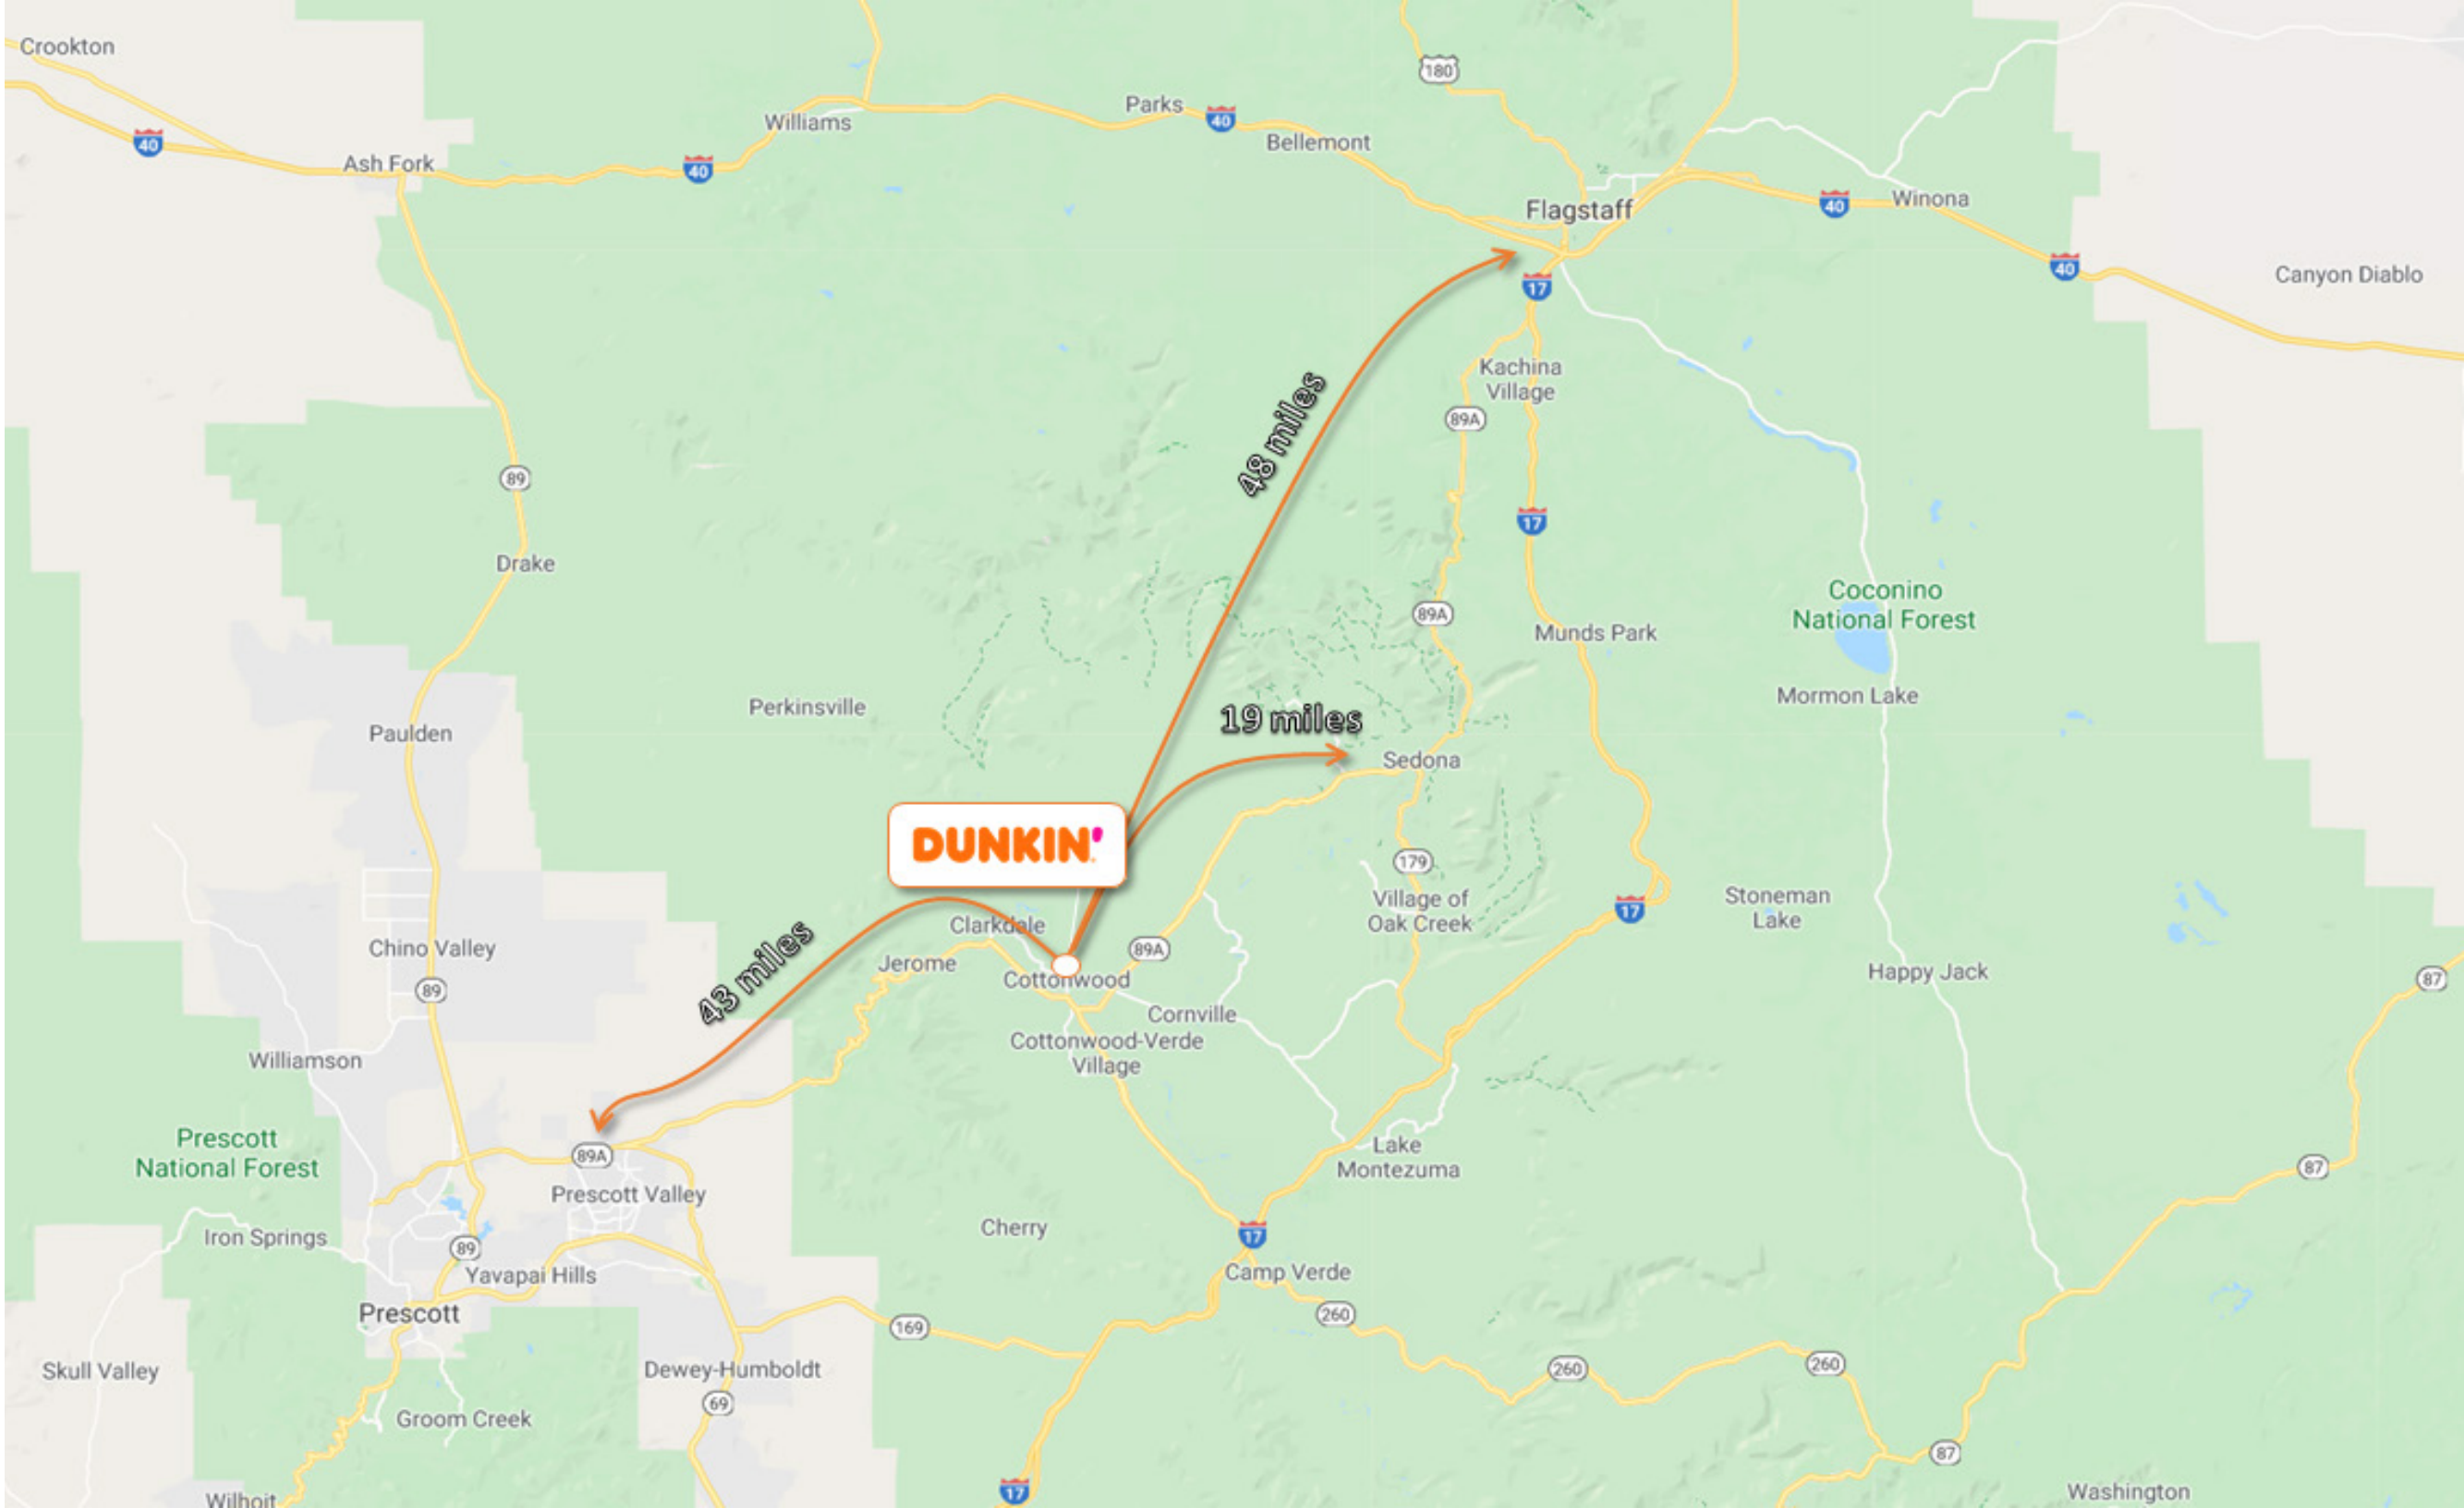 Crookton
180
Parks
40
Williams
Bellemont
40
Ash Fork
40
Flagstaff
40
Winona
40
Canyon Diablo
17
Kachina
Village
89A
48 miles
89
17
Drake
Coconino
National Forest
89A
Munds Park
Mormon Lake
Perkinsville
19 miles
Paulden
Sedona
DUNKIN'
179
Village of
Oak Creek
Stoneman
Lake
17
Clarkdale
Chino Valley
43 miles
Jerome
89A
Cottonwood
Happy Jack
87
89
Cornville
Cottonwood-Verde
Village
Williamson
Prescott
National Forest
89A
Lake
Montezuma
87
Prescott Valley
Iron Springs
Cherry
17
89
Yavapai Hills
Camp Verde
Prescott
260
169
Skull Valley
Dewey-Humboldt
260
260
69
Groom Creek
87
17
Washington
Wilhoit